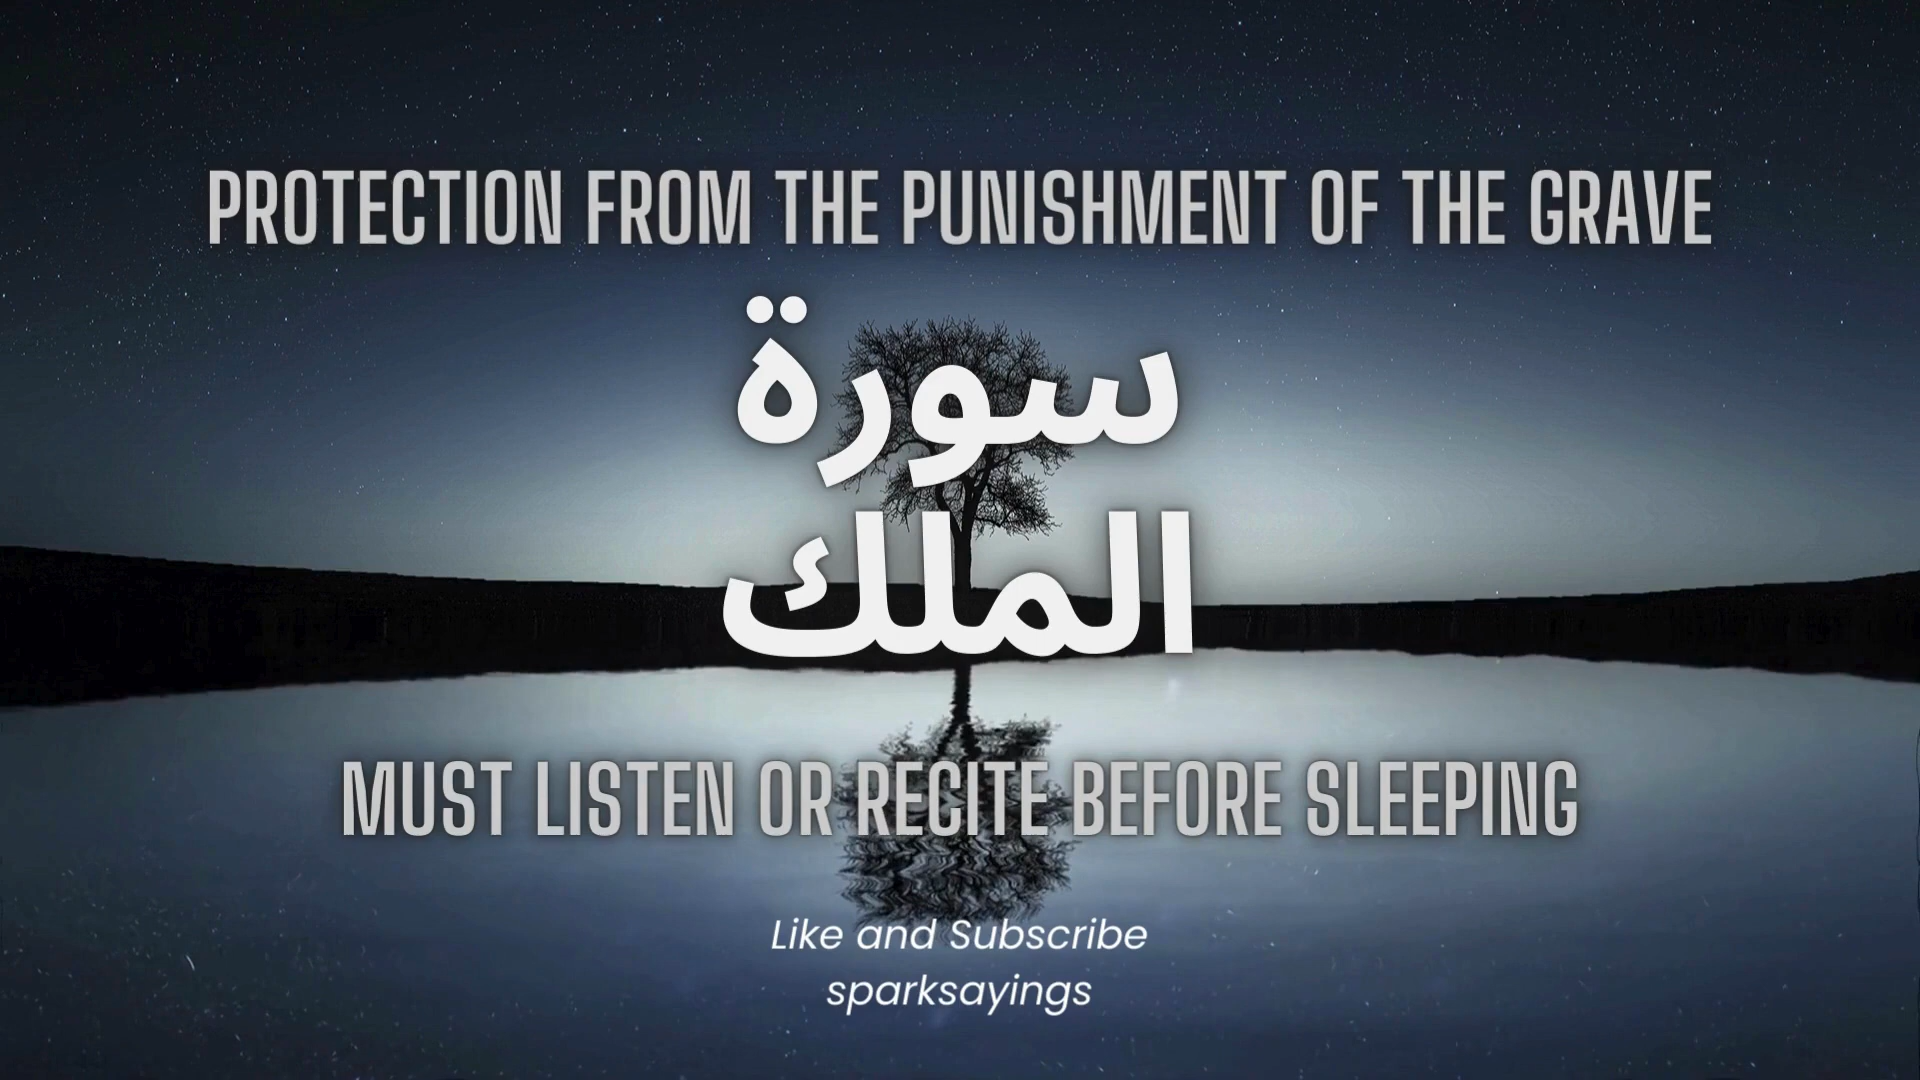 PROTECTION FROM THE PUNISHMENT OF THE GRAVE
سورة
الملك
MUST LISTEN OR RECITE BEFORE SLEEPING
Like and Subscribe
sparksayings